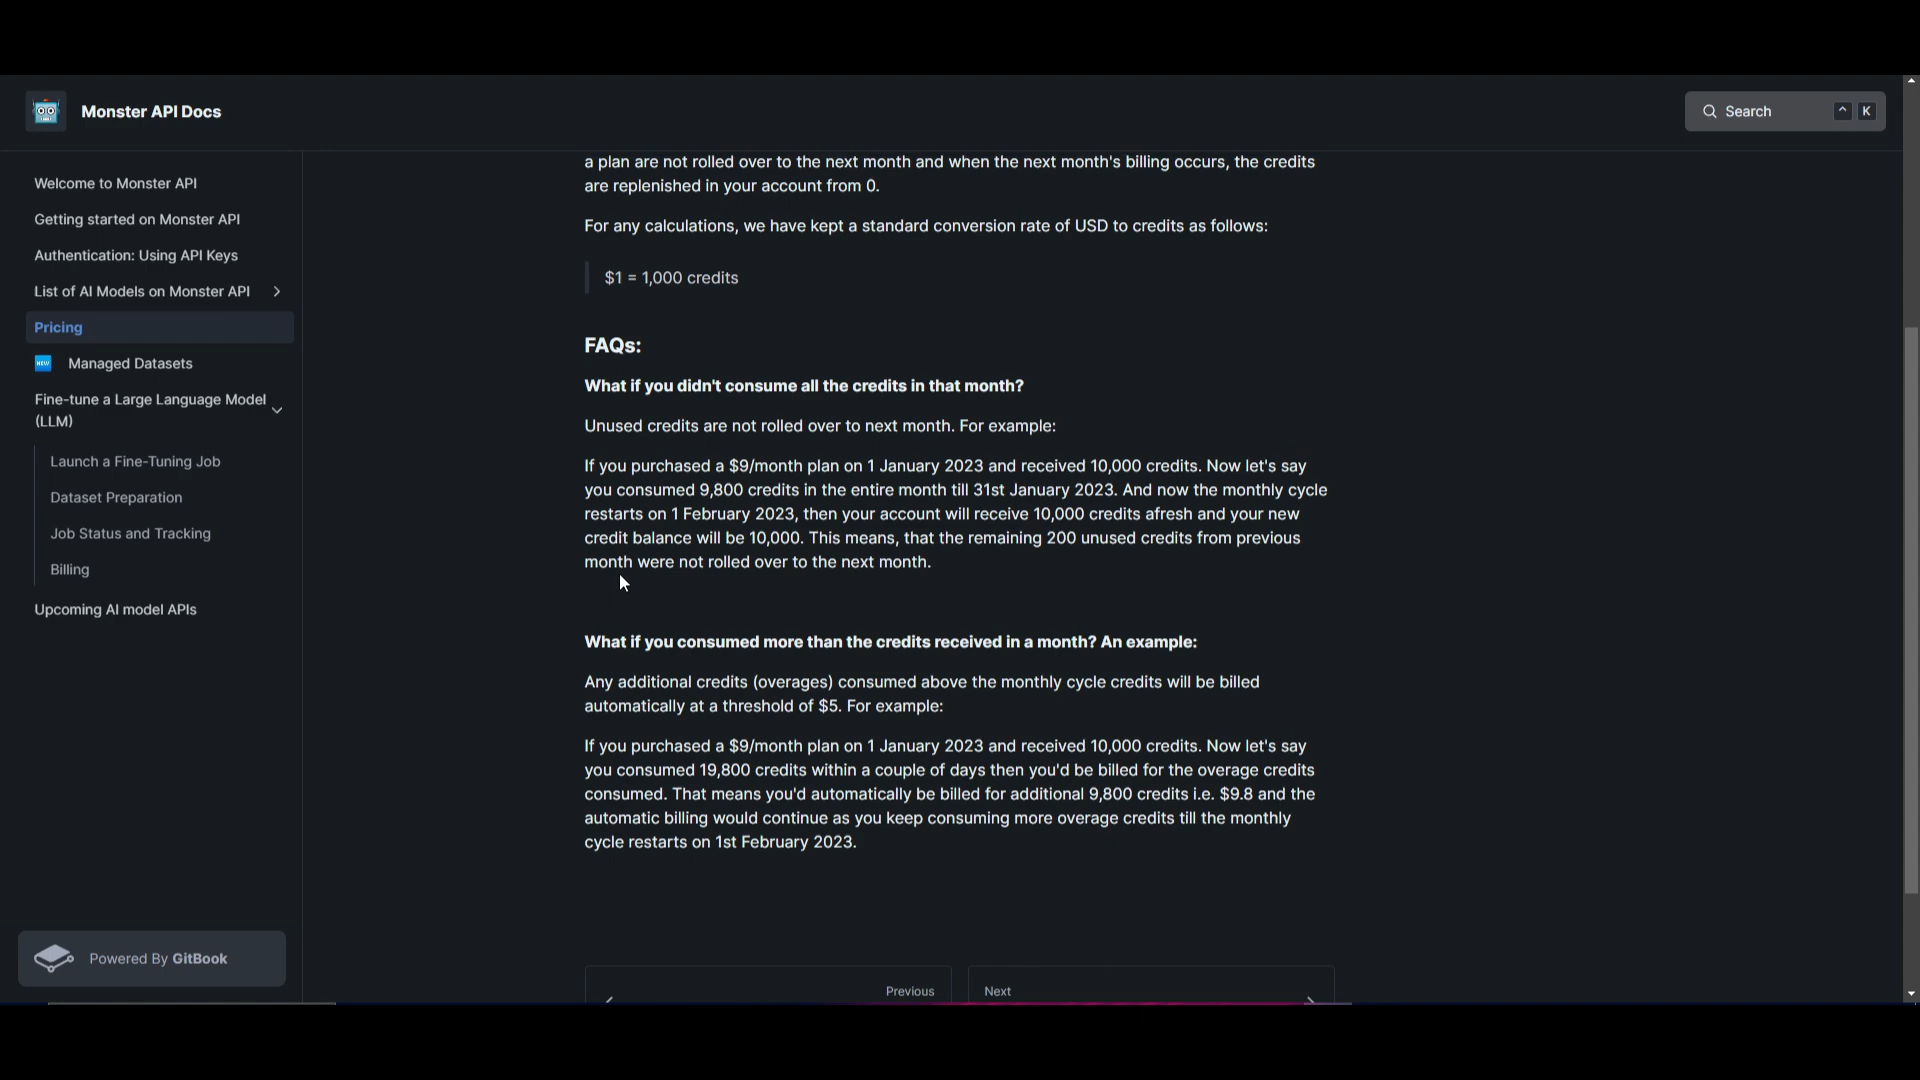 Monster API Docs
Search
^ K
Welcome to Monster API
Getting started on Monster API
Authentication: Using API Keys
List of AI Models on Monster API
Pricing
NEW Managed Datasets
Fine-tune a Large Language Model
(LLM)
Launch a Fine-Tuning Job
Dataset Preparation
Job Status and Tracking
Billing
Upcoming AI model APIs
Powered By GitBook
a plan are not rolled over to the next month and when the next month's billing occurs, the credits
are replenished in your account from 0.
For any calculations, we have kept a standard conversion rate of USD to credits as follows:
$1 = 1,000 credits
FAQs:
What if you didn't consume all the credits in that month?
Unused credits are not rolled over to next month. For example:
If you purchased a $9/month plan on 1 January 2023 and received 10,000 credits. Now let's say
you consumed 9,800 credits in the entire month till 31st January 2023. And now the monthly cycle
restarts on 1 February 2023, then your account will receive 10,000 credits afresh and your new
credit balance will be 10,000. This means, that the remaining 200 unused credits from previous
month were not rolled over to the next month.
What if you consumed more than the credits received in a month? An example:
Any additional credits (overages) consumed above the monthly cycle credits will be billed
automatically at a threshold of $5. For example:
If you purchased a $9/month plan on 1 January 2023 and received 10,000 credits. Now let's say
you consumed 19,800 credits within a couple of days then you'd be billed for the overage credits
consumed. That means you'd automatically be billed for additional 9,800 credits i.e. $9.8 and the
automatic billing would continue as you keep consuming more overage credits till the monthly
cycle restarts on 1st February 2023.
Previous
Next